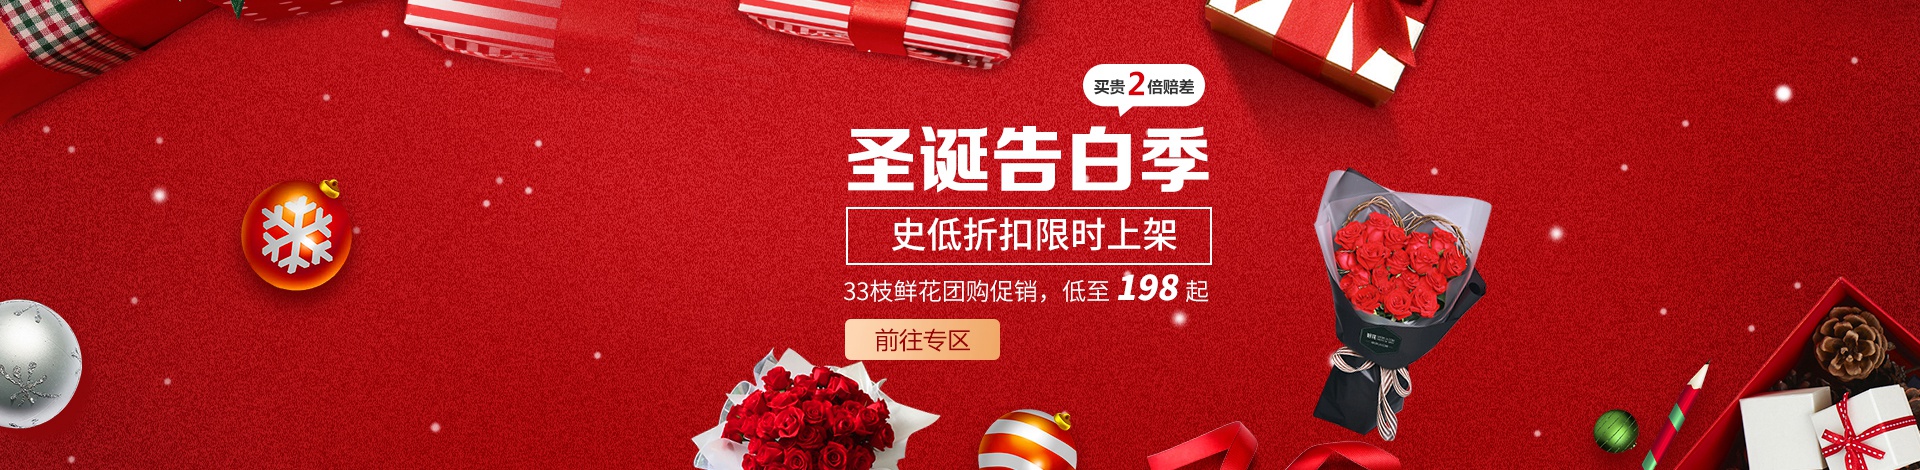 买贵2倍赔差
圣诞告白季
史低折扣限时上架
33枝鲜花团购促销，低至 198 起
前往专区